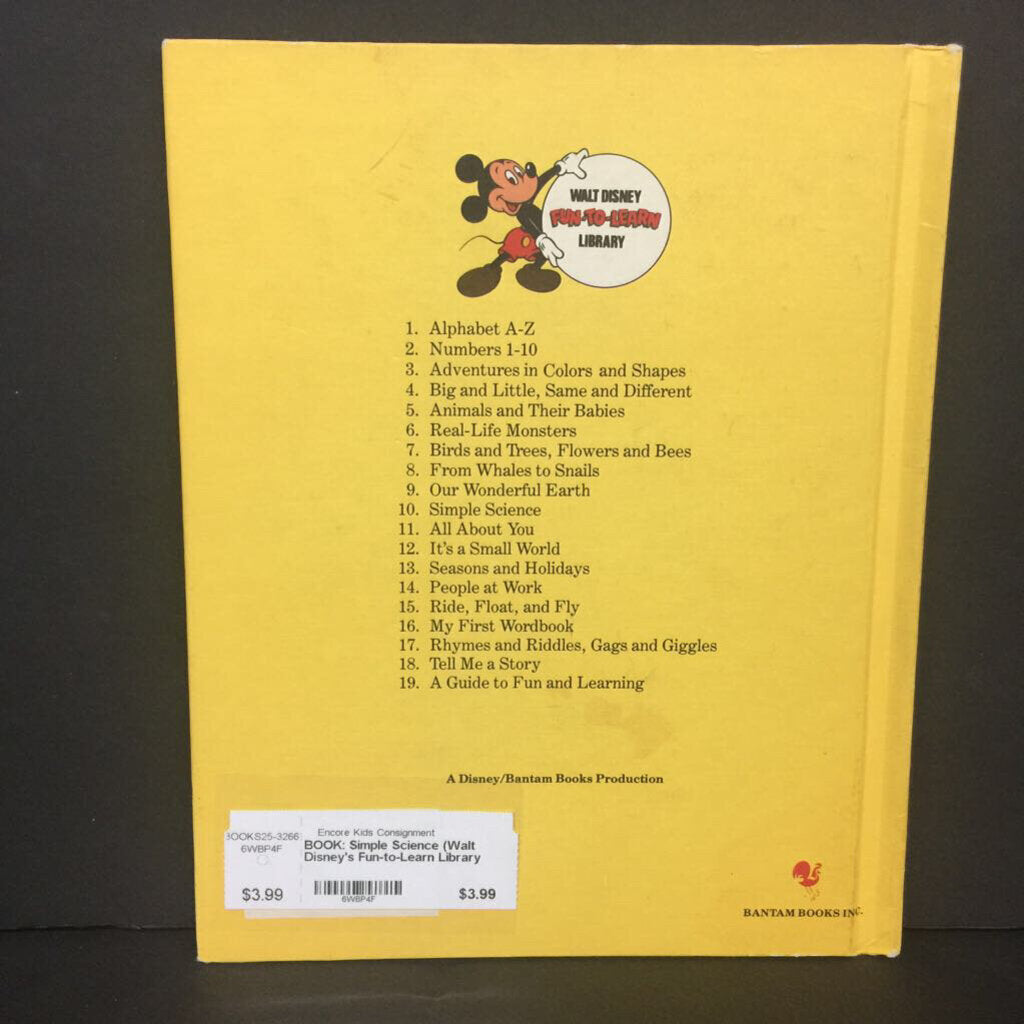 WALT DISNEY
FUN-TO-LEARN
LIBRARY
1. Alphabet A-Z
2. Numbers 1-10
3. Adventures in Colors and Shapes
4. Big and Little, Same and Different
5. Animals and Their Babies
6. Real-Life Monsters
7. Birds and Trees, Flowers and Bees
8. From Whales to Snails
9. Our Wonderful Earth
10. Simple Science
11. All About You
12. It's a Small World
13. Seasons and Holidays
14. People at Work
15. Ride, Float, and Fly
16. My First Wordbook
17. Rhymes and Riddles, Gags and Giggles
18. Tell Me a Story
19. A Guide to Fun and Learning
A Disney/Bantam Books Production
BOOKS25-3266
6WBP4F
$3.99
Encore Kids Consignment
BOOK: Simple Science (Walt
Disney's Fun-to-Learn Library
6WBP4F
$3.99
BANTAM BOOKS INC.